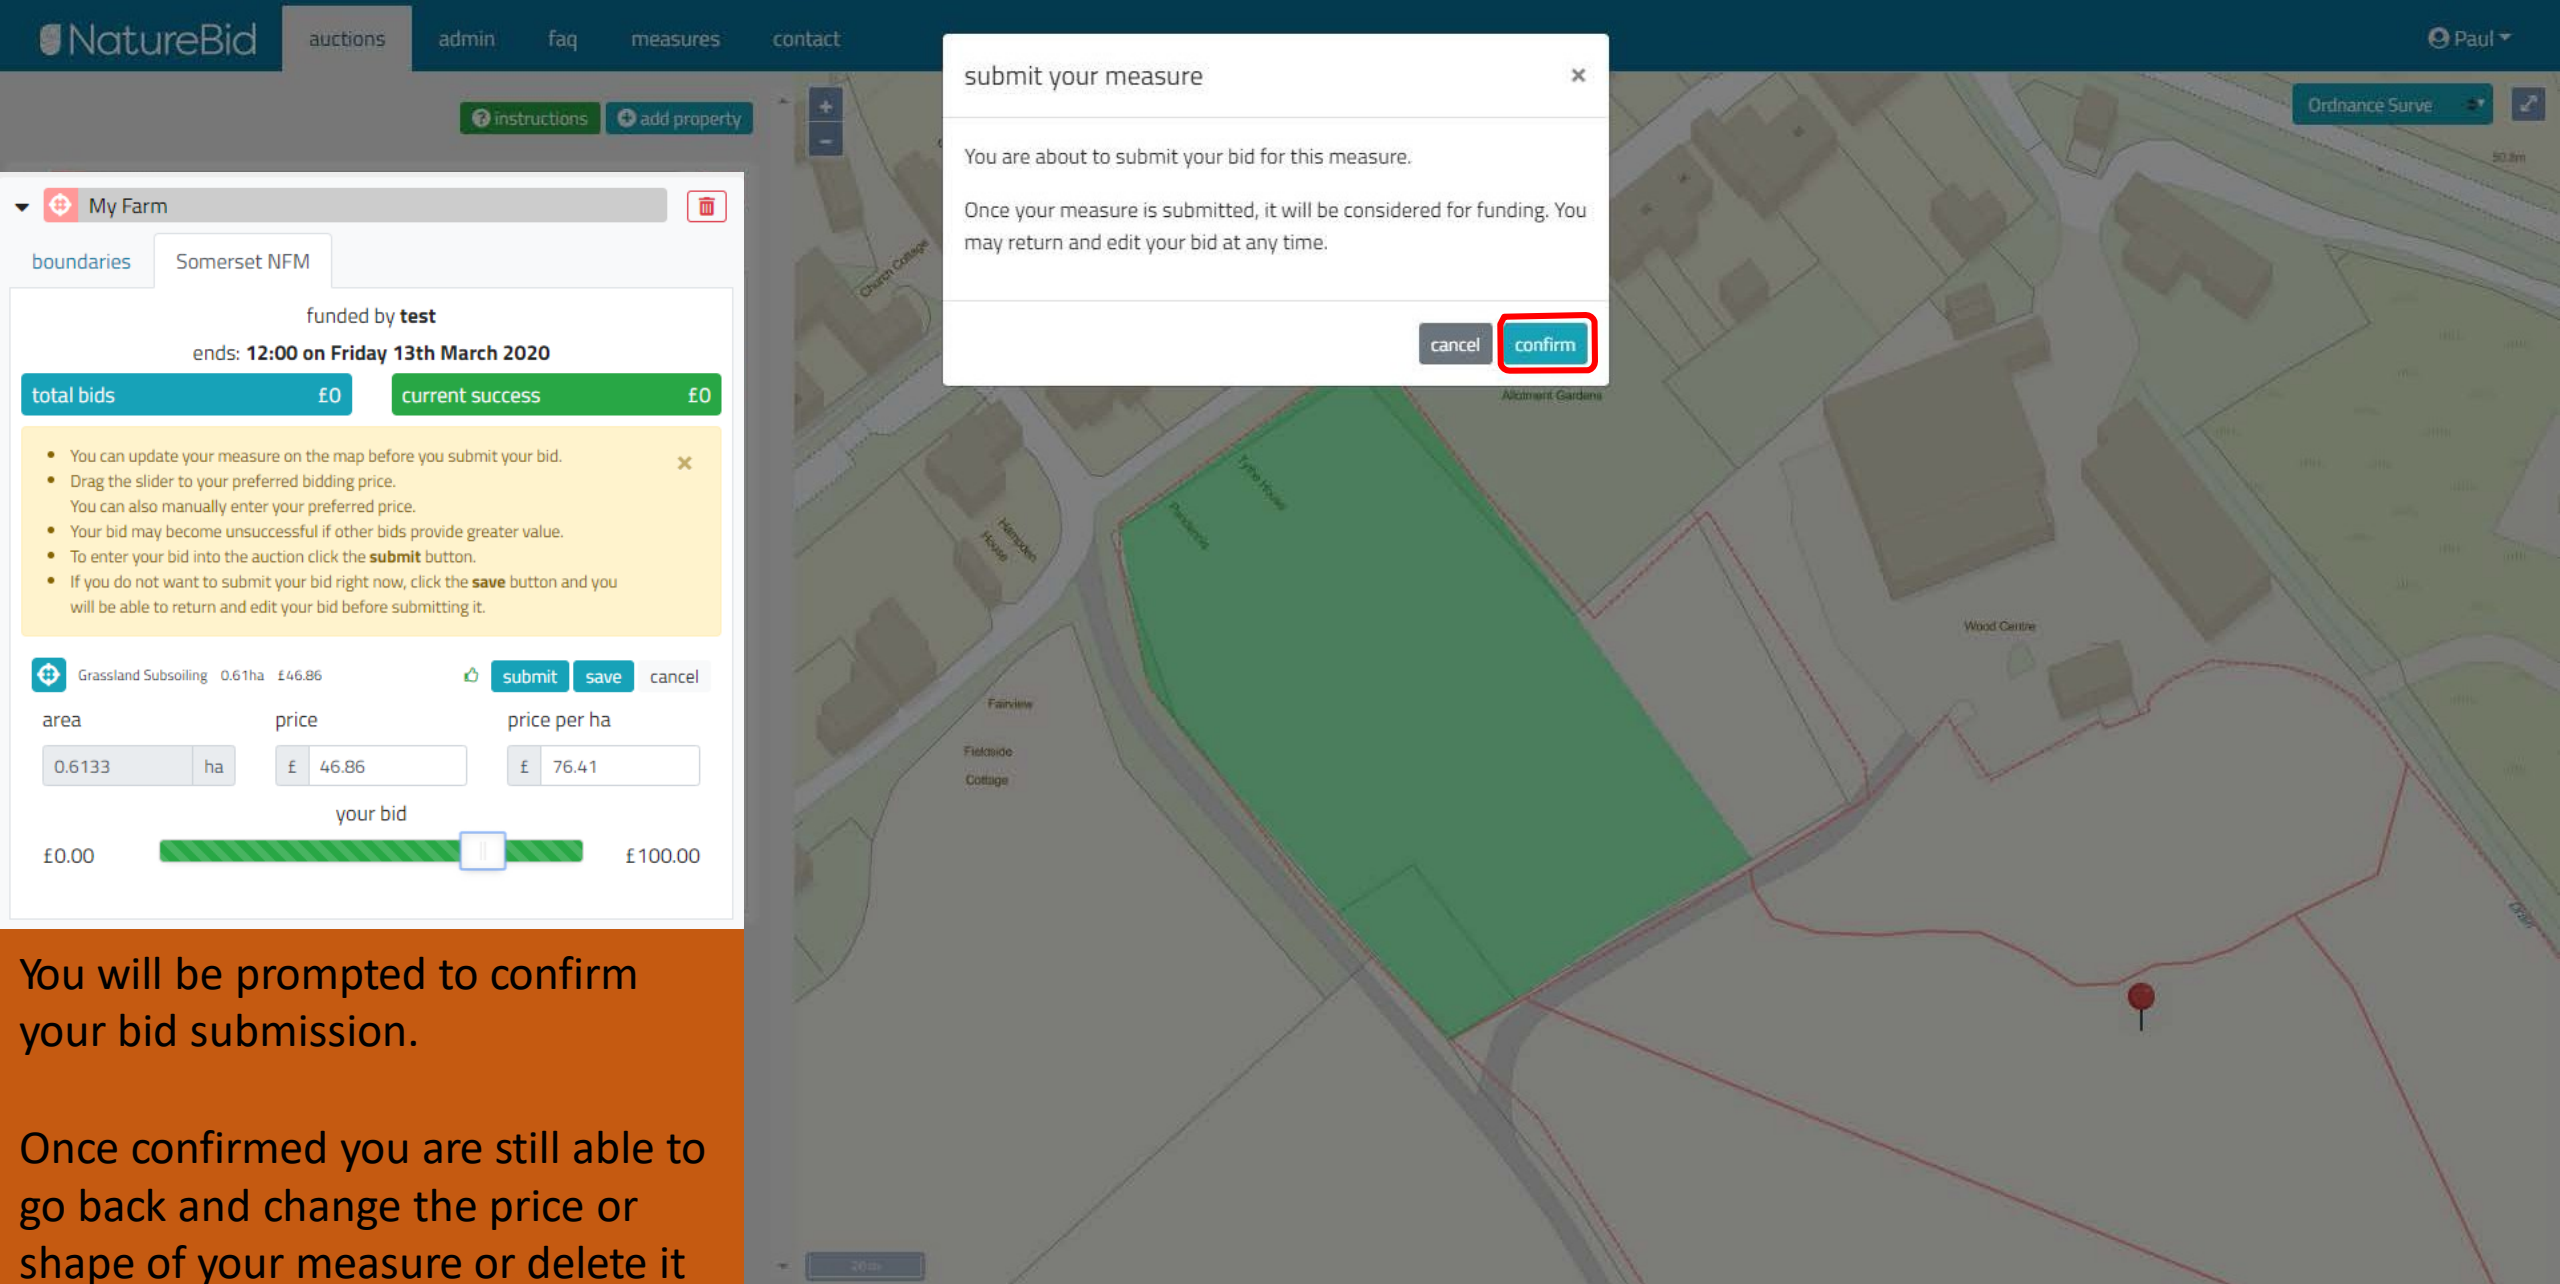 NatureBid
auctions
admin
faq
measures
contact
Paul
instructions
add property
submit your measure
×
You are about to submit your bid for this measure.
Once your measure is submitted, it will be considered for funding. You
may return and edit your bid at any time.
cancel
confirm
+
-
Ordnance Surve
My Farm
boundaries
Somerset NFM
funded by test
ends: 12:00 on Friday 13th March 2020
total bids £0
current success £0
• You can update your measure on the map before you submit your bid.
• Drag the slider to your preferred bidding price.
You can also manually enter your preferred price.
• Your bid may become unsuccessful if other bids provide greater value.
• To enter your bid into the auction click the submit button.
• If you do not want to submit your bid right now, click the save button and you
will be able to return and edit your bid before submitting it.
×
Grassland Subsoiling 0.61ha £46.86
submit
save
cancel
area
price
price per ha
0.6133 ha
£ 46.86
£ 76.41
your bid
£0.00
£100.00
You will be prompted to confirm
your bid submission.
Once confirmed you are still able to
go back and change the price or
shape of your measure or delete it
50.8m
Church Cottage
Allotment Gardens
Tythe House
Pandennis
Hampden
House
Wood Centre
Fairview
Fieldside
Cottage
Drain
20 m